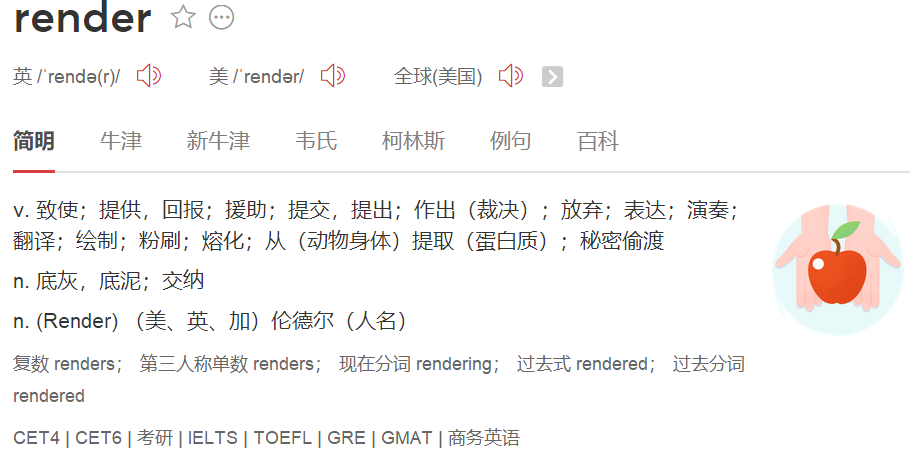 render
英 /ˈrendə(r)/ 美 /ˈrendər/ 全球(美国)
简明 牛津 新牛津 韦氏 柯林斯 例句 百科
v. 致使；提供，回报；援助；提交，提出；作出（裁决）；放弃；表达；演奏；
翻译；绘制；粉刷；熔化；从（动物身体）提取（蛋白质）；秘密偷渡
n. 底灰，底泥；交纳
n. (Render) （美、英、加）伦德尔（人名）
复数 renders； 第三人称单数 renders； 现在分词 rendering； 过去式 rendered； 过去分词
rendered
CET4 | CET6 | 考研 | IELTS | TOEFL | GRE | GMAT | 商务英语